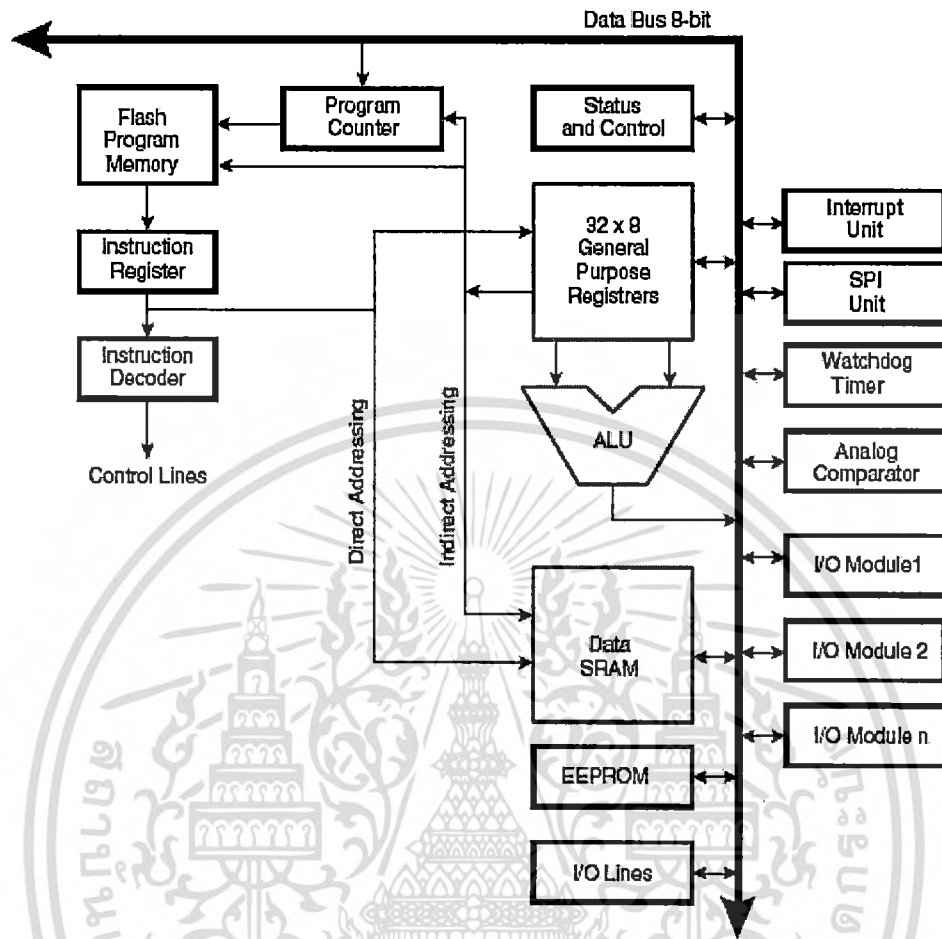 Data Bus 8-bit
Flash
Program
Memory
Program
Counter
Status
and Control
32 x 8
General
Purpose
Registrers
Interrupt
Unit
Instruction
Register
SPI
Unit
Instruction
Decoder
Watchdog
Timer
ALU
Analog
Comparator
Control Lines
Direct Addressing
Indirect Addressing
I/O Module1
Data
SRAM
I/O Module 2
I/O Module n
EEPROM
I/O Lines